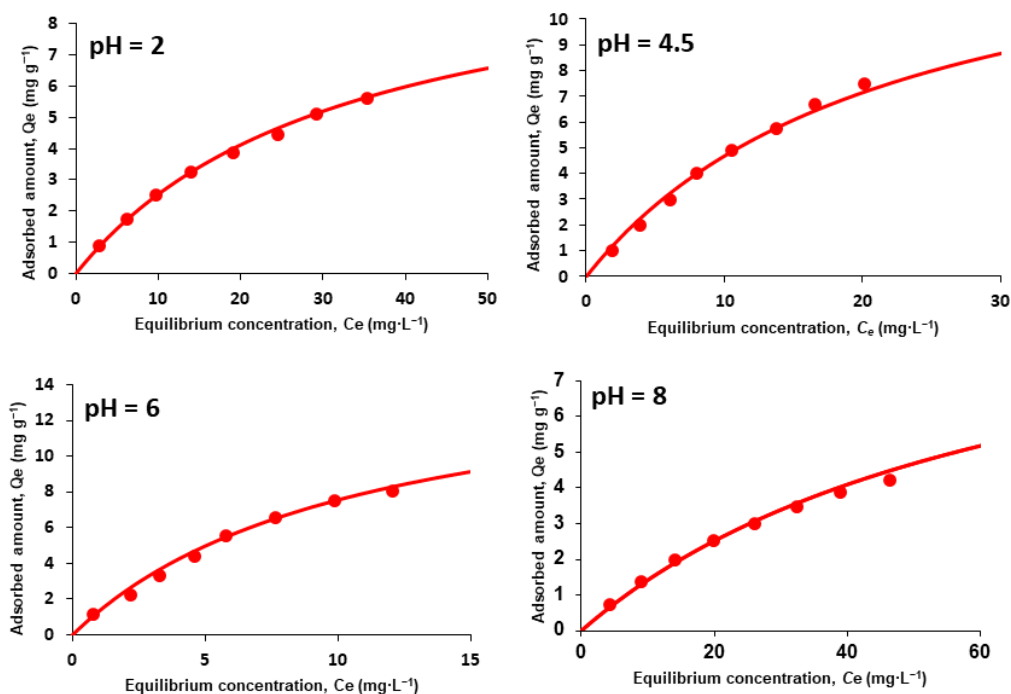 pH = 2
Adsorbed amount, Qe (mg g⁻¹)
8
7
6
5
4
3
2
1
0
0 10 20 30 40 50
Equilibrium concentration, Ce (mg·L⁻¹)
pH = 4.5
Adsorbed amount, Qe (mg g⁻¹)
10
9
8
7
6
5
4
3
2
1
0
0 10 20 30
Equilibrium concentration, Cₑ (mg·L⁻¹)
pH = 6
Adsorbed amount, Qe (mg g⁻¹)
14
12
10
8
6
4
2
0
0 5 10 15
Equilibrium concentration, Ce (mg·L⁻¹)
pH = 8
Adsorbed amount, Qe (mg g⁻¹)
7
6
5
4
3
2
1
0
0 20 40 60
Equilibrium concentration, Ce (mg·L⁻¹)